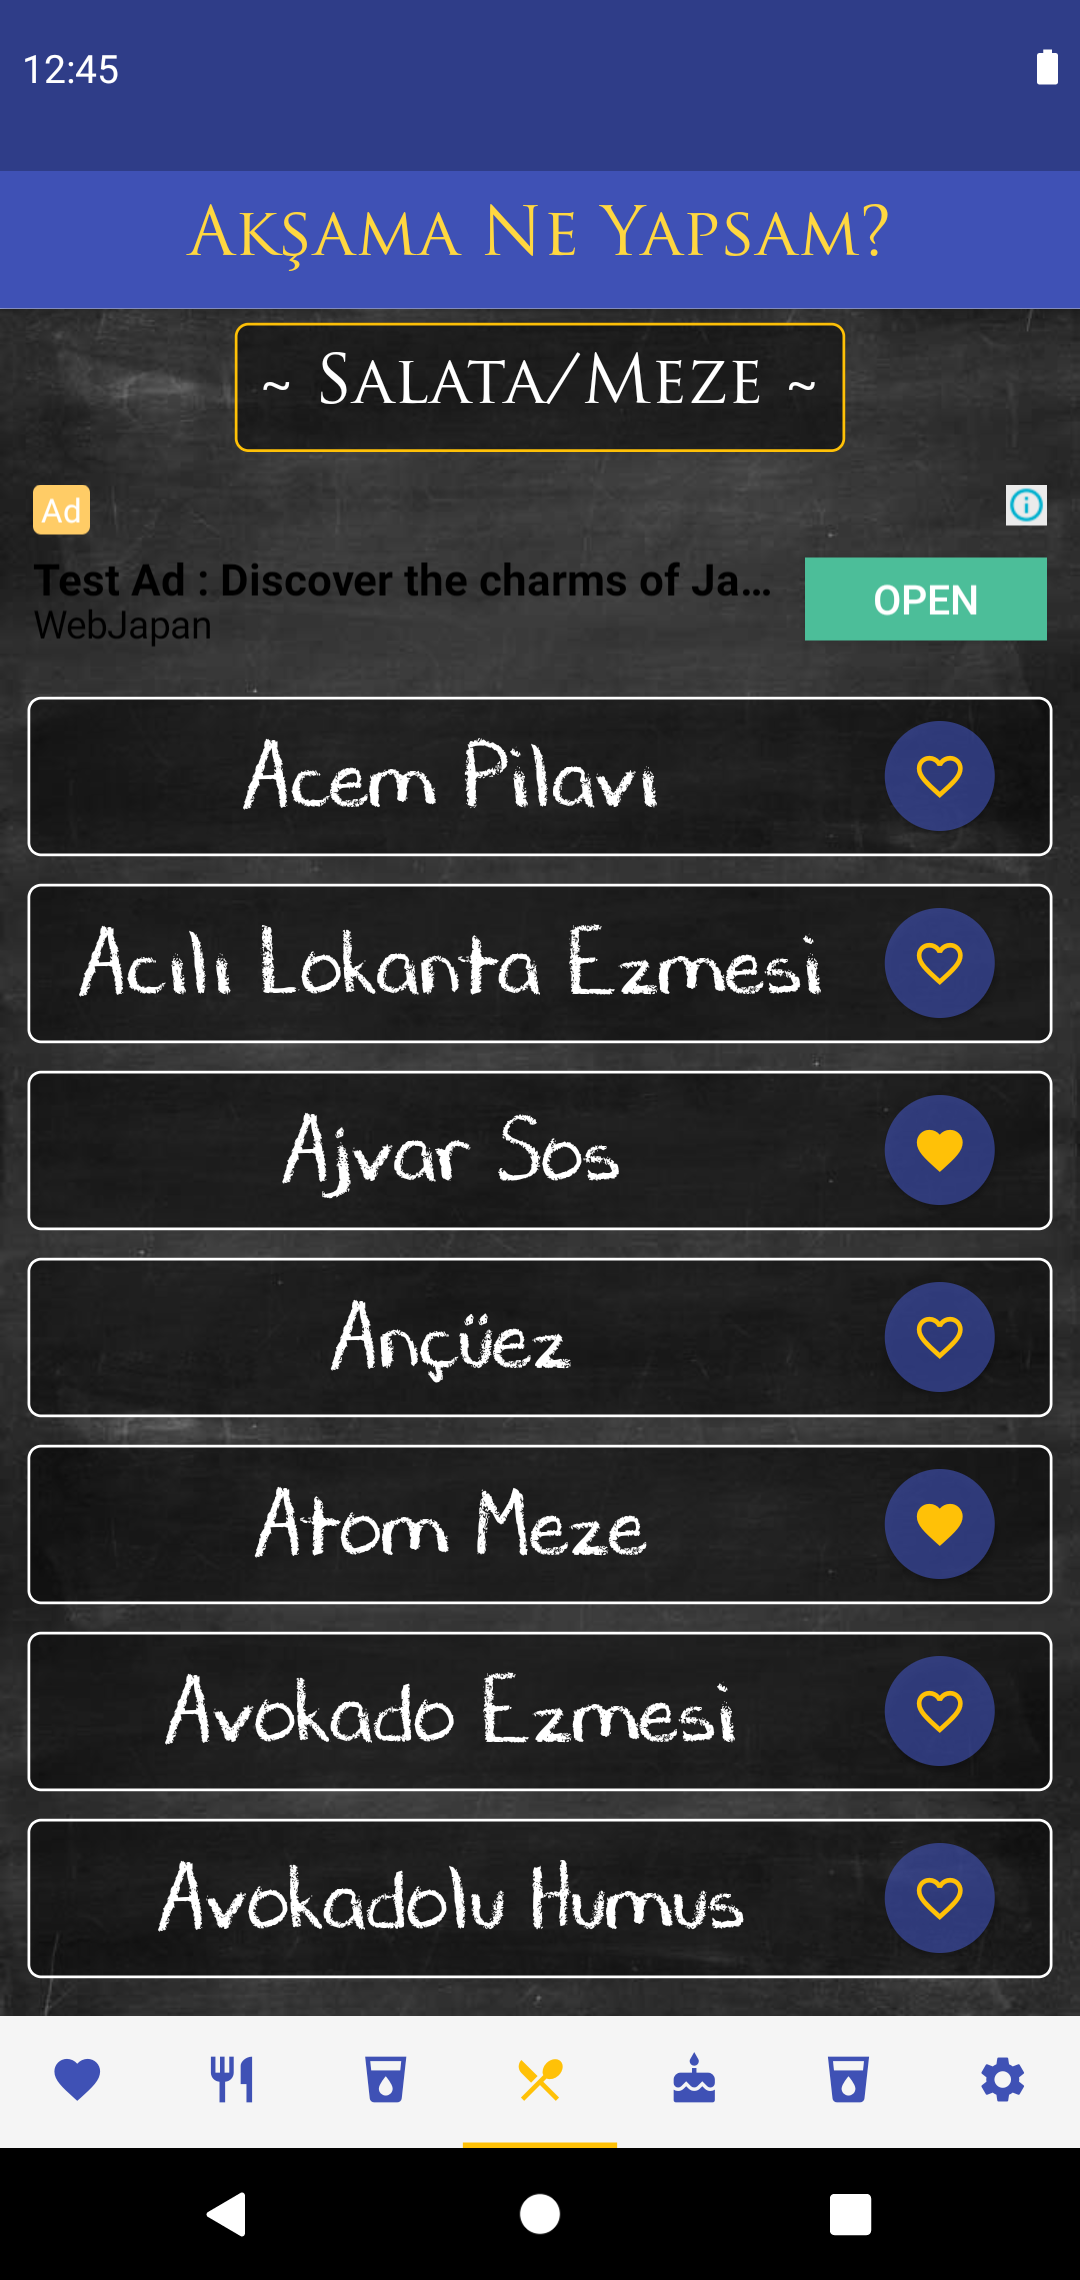 12:45
Akşama Ne Yapsam?
~ Salata/Meze ~
Ad
Test Ad : Discover the charms of Ja...
WebJapan
OPEN
Acem Pilavı
Acılı Lokanta Ezmesi
Ajvar Sos
Ançüez
Atom Meze
Avokado Ezmesi
Avokadolu Humus